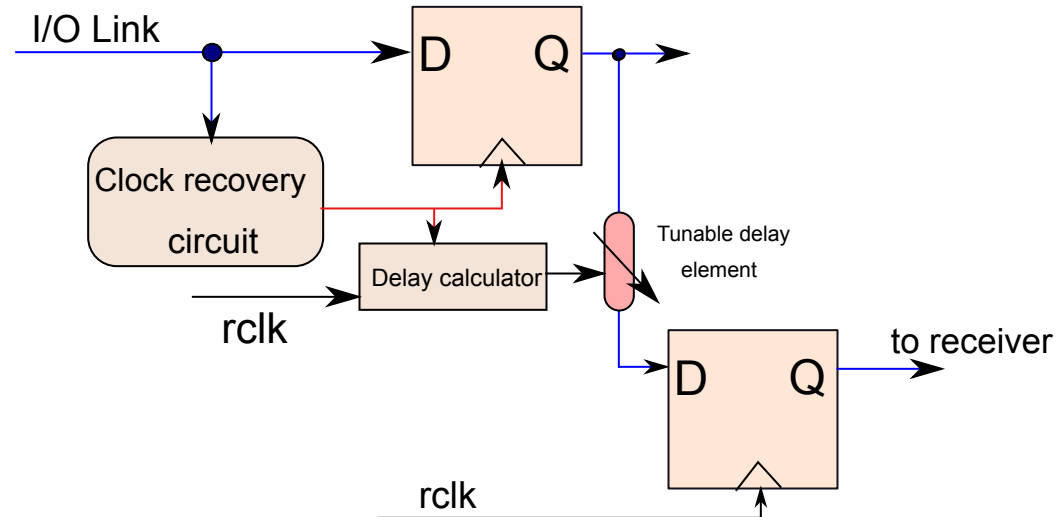 I/O Link
D Q
Clock recovery
circuit
Tunable delay
element
Delay calculator
rclk
to receiver
D Q
rclk